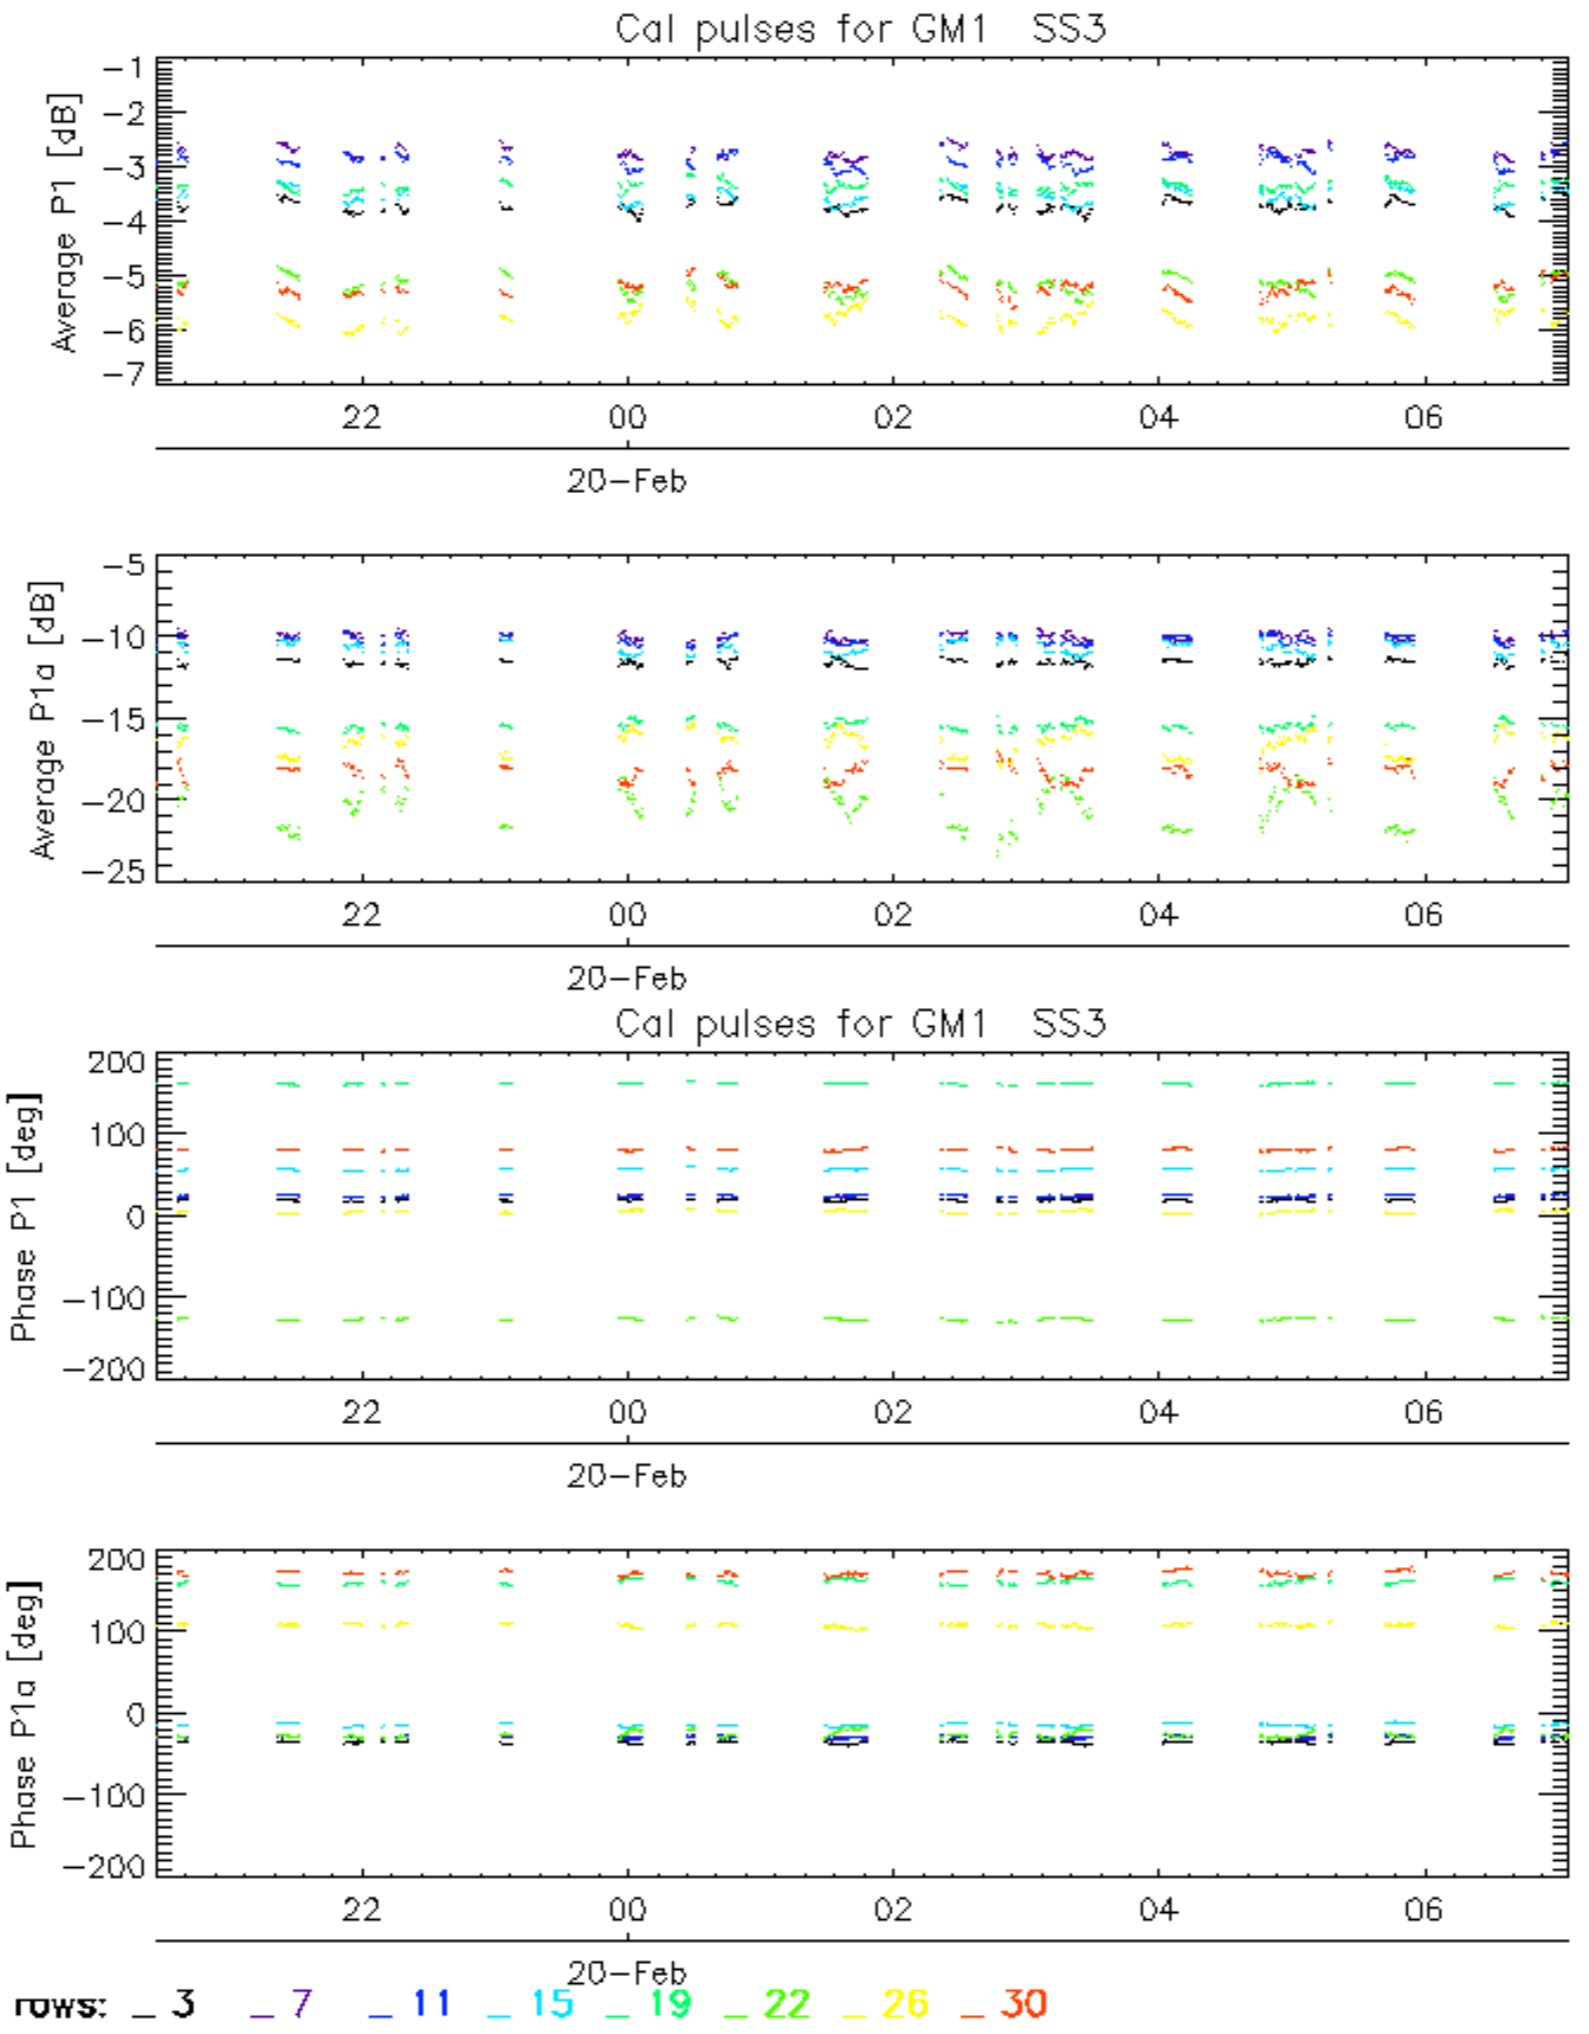 Cal pulses for GM1 SS3
Average P1 [dB]
-1
-2
-3
-4
-5
-6
-7
22 00 02 04 06
20-Feb
Average P1a [dB]
-5
-10
-15
-20
-25
22 00 02 04 06
20-Feb
Cal pulses for GM1 SS3
Phase P1 [deg]
200
100
0
-100
-200
22 00 02 04 06
20-Feb
Phase P1a [deg]
200
100
0
-100
-200
22 00 02 04 06
20-Feb
rows: _ 3 _ 7 _ 11 _ 15 _ 19 _ 22 _ 26 _ 30